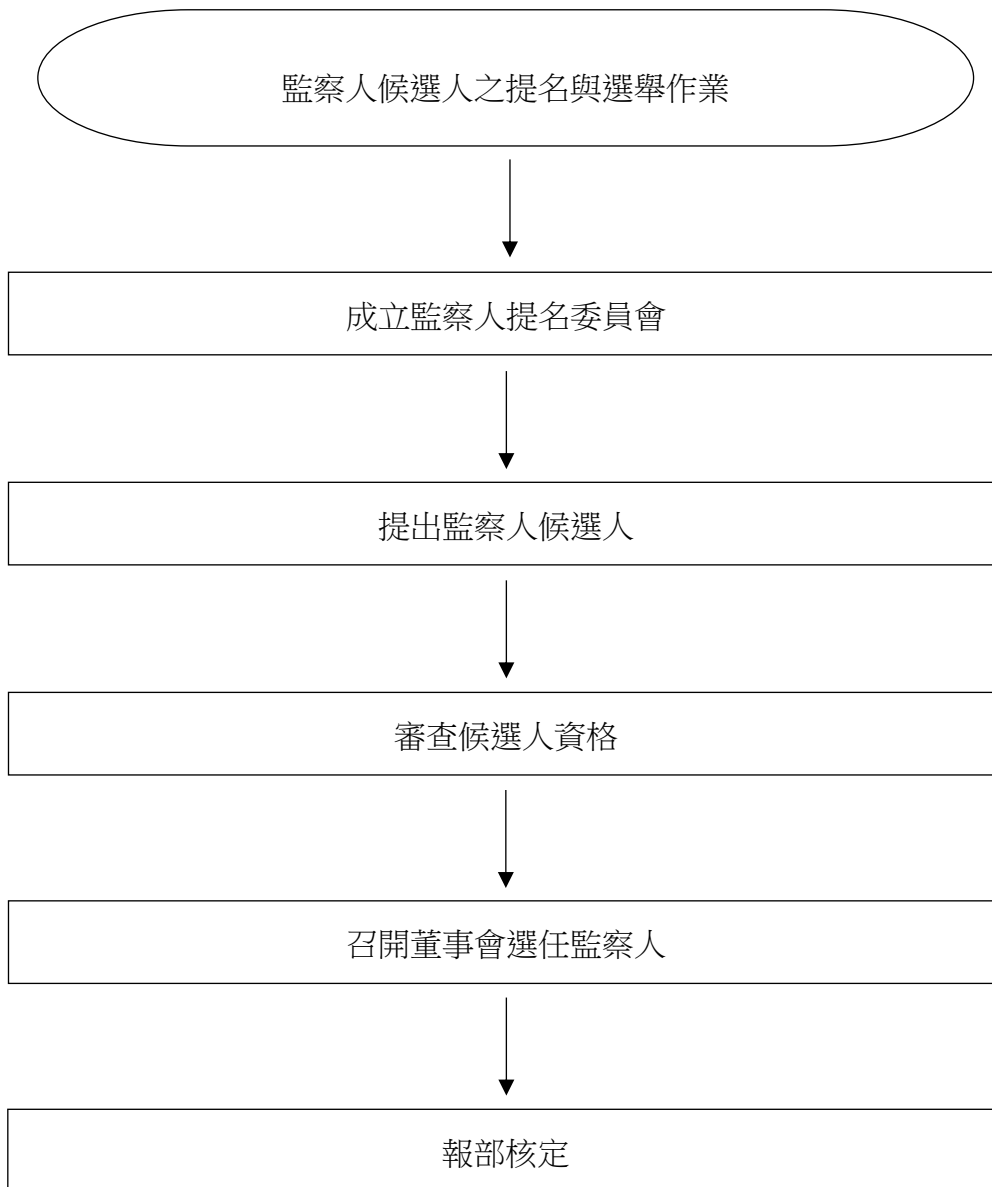 監察人候選人之提名與選舉作業
成立監察人提名委員會
提出監察人候選人
審查候選人資格
召開董事會選任監察人
報部核定